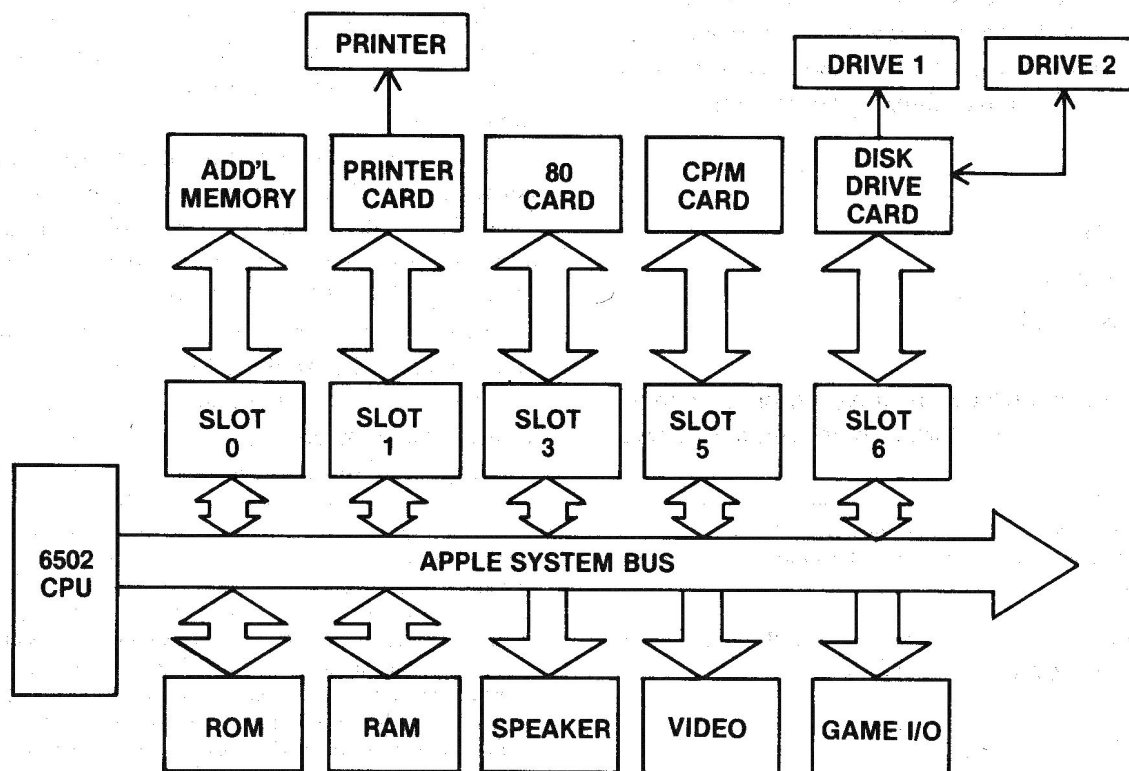 PRINTER
DRIVE 1
DRIVE 2
ADD'L
MEMORY
PRINTER
CARD
80
CARD
CP/M
CARD
DISK
DRIVE
CARD
SLOT
0
SLOT
1
SLOT
3
SLOT
5
SLOT
6
6502
CPU
APPLE SYSTEM BUS
ROM
RAM
SPEAKER
VIDEO
GAME I/O